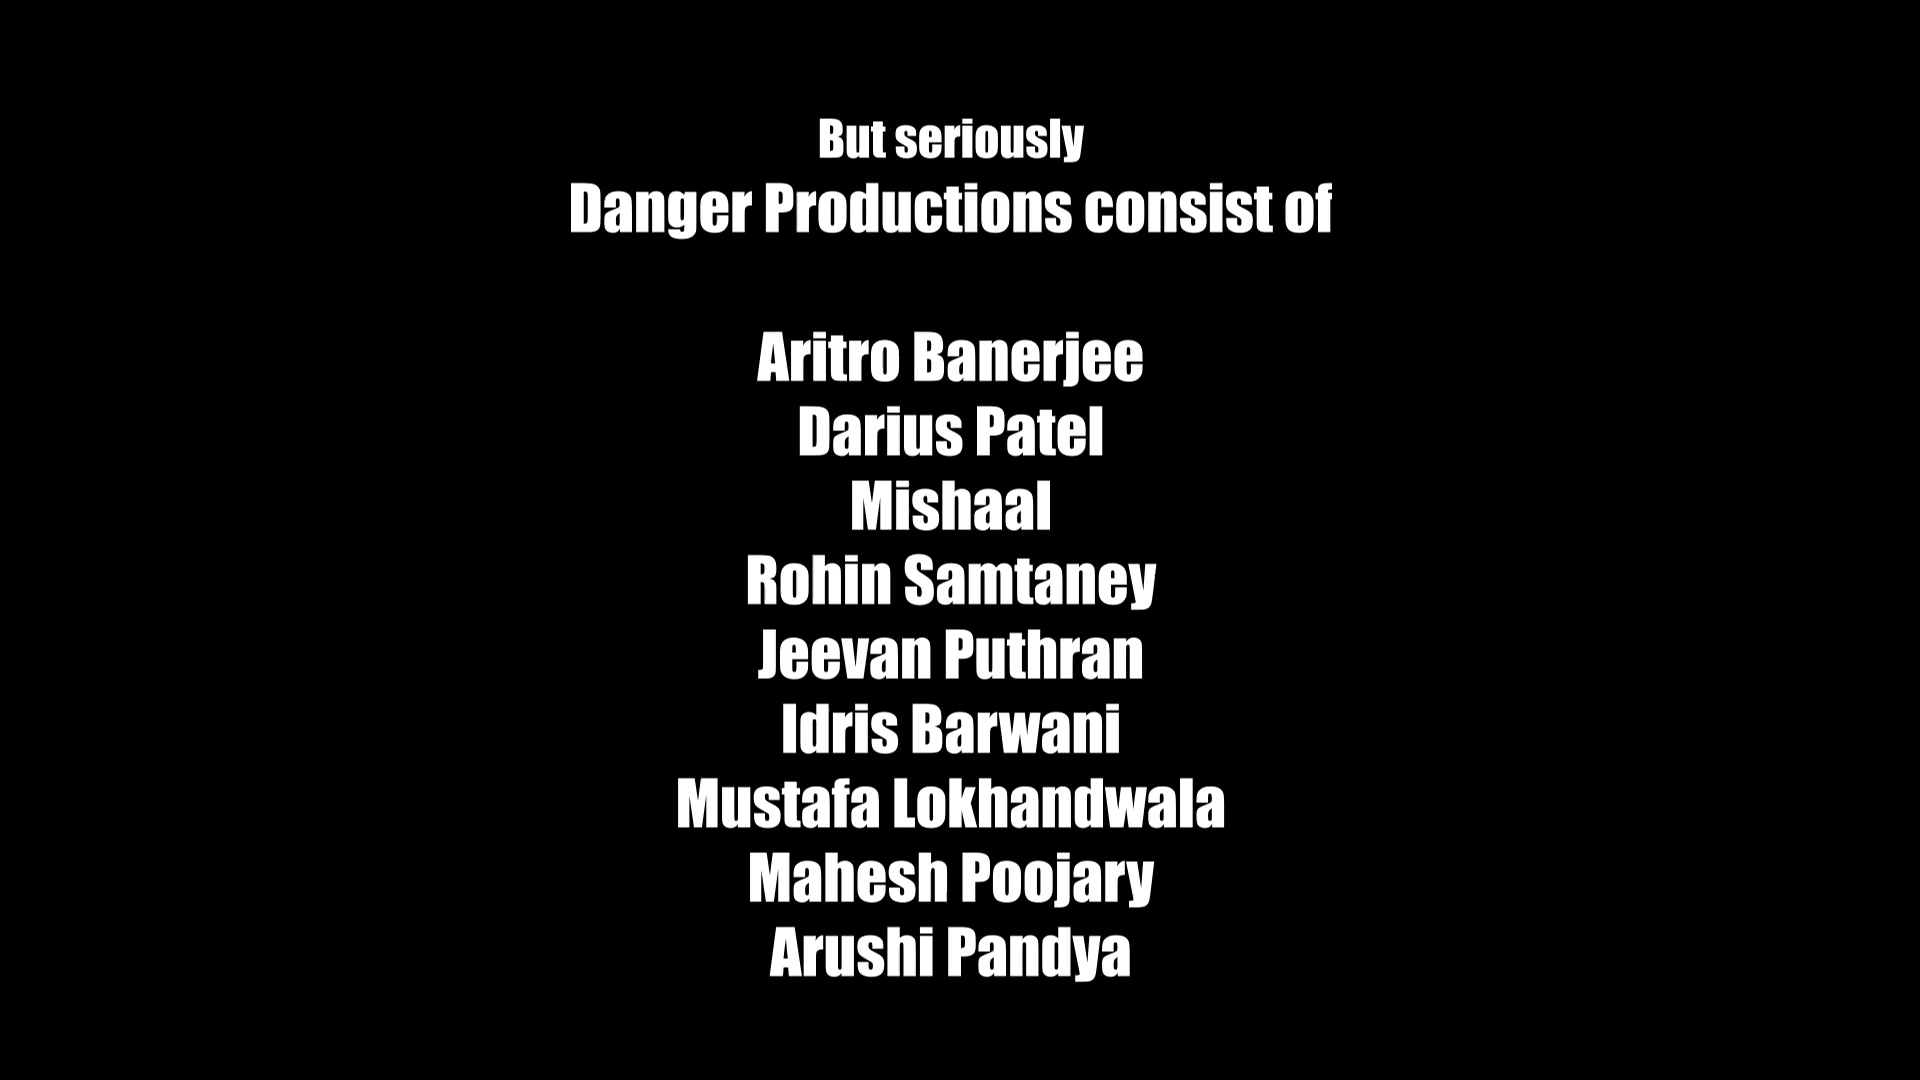 But seriously
Danger Productions consist of
Aritro Banerjee
Darius Patel
Mishaal
Rohin Samtaney
Jeevan Puthran
Idris Barwani
Mustafa Lokhandwala
Mahesh Poojary
Arushi Pandya